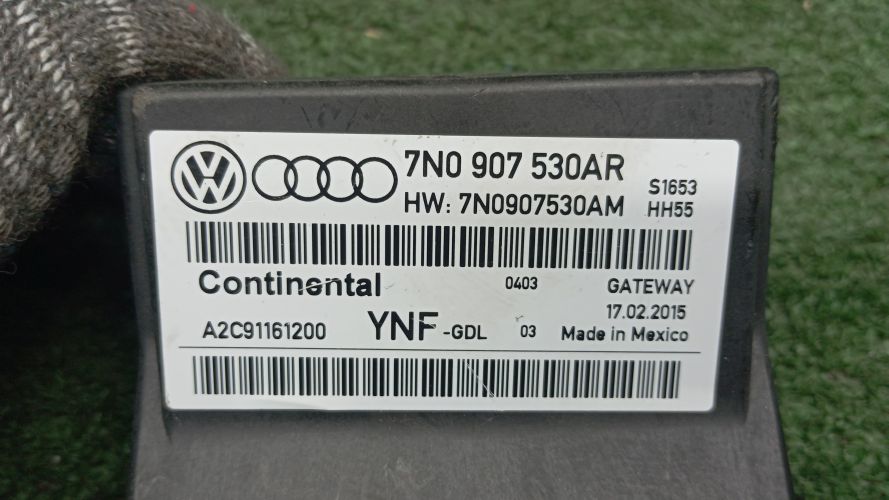 7N0 907 530AR
HW: 7N0907530AM
S1653
HH55
Continental
0403
GATEWAY
17.02.2015
A2C91161200
YNF -GDL 03
Made in Mexico